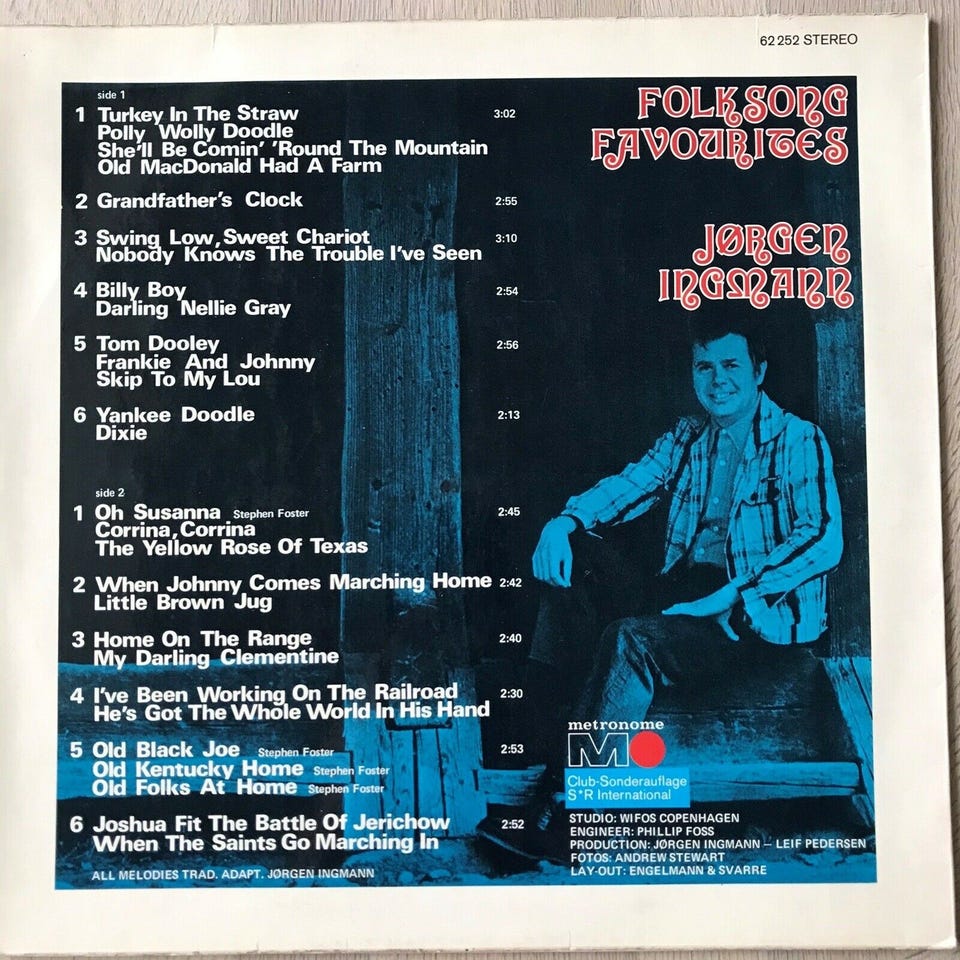 62 252 STEREO
FOLKSONG
FAVOURITES
JØRGEN
INGMANN
side 1
1 Turkey In The Straw 3:02
Polly Wolly Doodle
She'll Be Comin' 'Round The Mountain
Old MacDonald Had A Farm
2 Grandfather's Clock 2:55
3 Swing Low, Sweet Chariot 3:10
Nobody Knows The Trouble I've Seen
4 Billy Boy 2:54
Darling Nellie Gray
5 Tom Dooley 2:56
Frankie And Johnny
Skip To My Lou
6 Yankee Doodle 2:13
Dixie
side 2
1 Oh Susanna Stephen Foster 2:45
Corrina, Corrina
The Yellow Rose Of Texas
2 When Johnny Comes Marching Home 2:42
Little Brown Jug
3 Home On The Range 2:40
My Darling Clementine
4 I've Been Working On The Railroad 2:30
He's Got The Whole World In His Hand
5 Old Black Joe Stephen Foster 2:53
Old Kentucky Home Stephen Foster
Old Folks At Home Stephen Foster
6 Joshua Fit The Battle Of Jerichow 2:52
When The Saints Go Marching In
ALL MELODIES TRAD. ADAPT. JØRGEN INGMANN
metronome
M
Club-Sonderauflage
S*R International
STUDIO: WIFOS COPENHAGEN
ENGINEER: PHILLIP FOSS
PRODUCTION: JØRGEN INGMANN – LEIF PEDERSEN
FOTOS: ANDREW STEWART
LAY-OUT: ENGELMANN & SVARRE